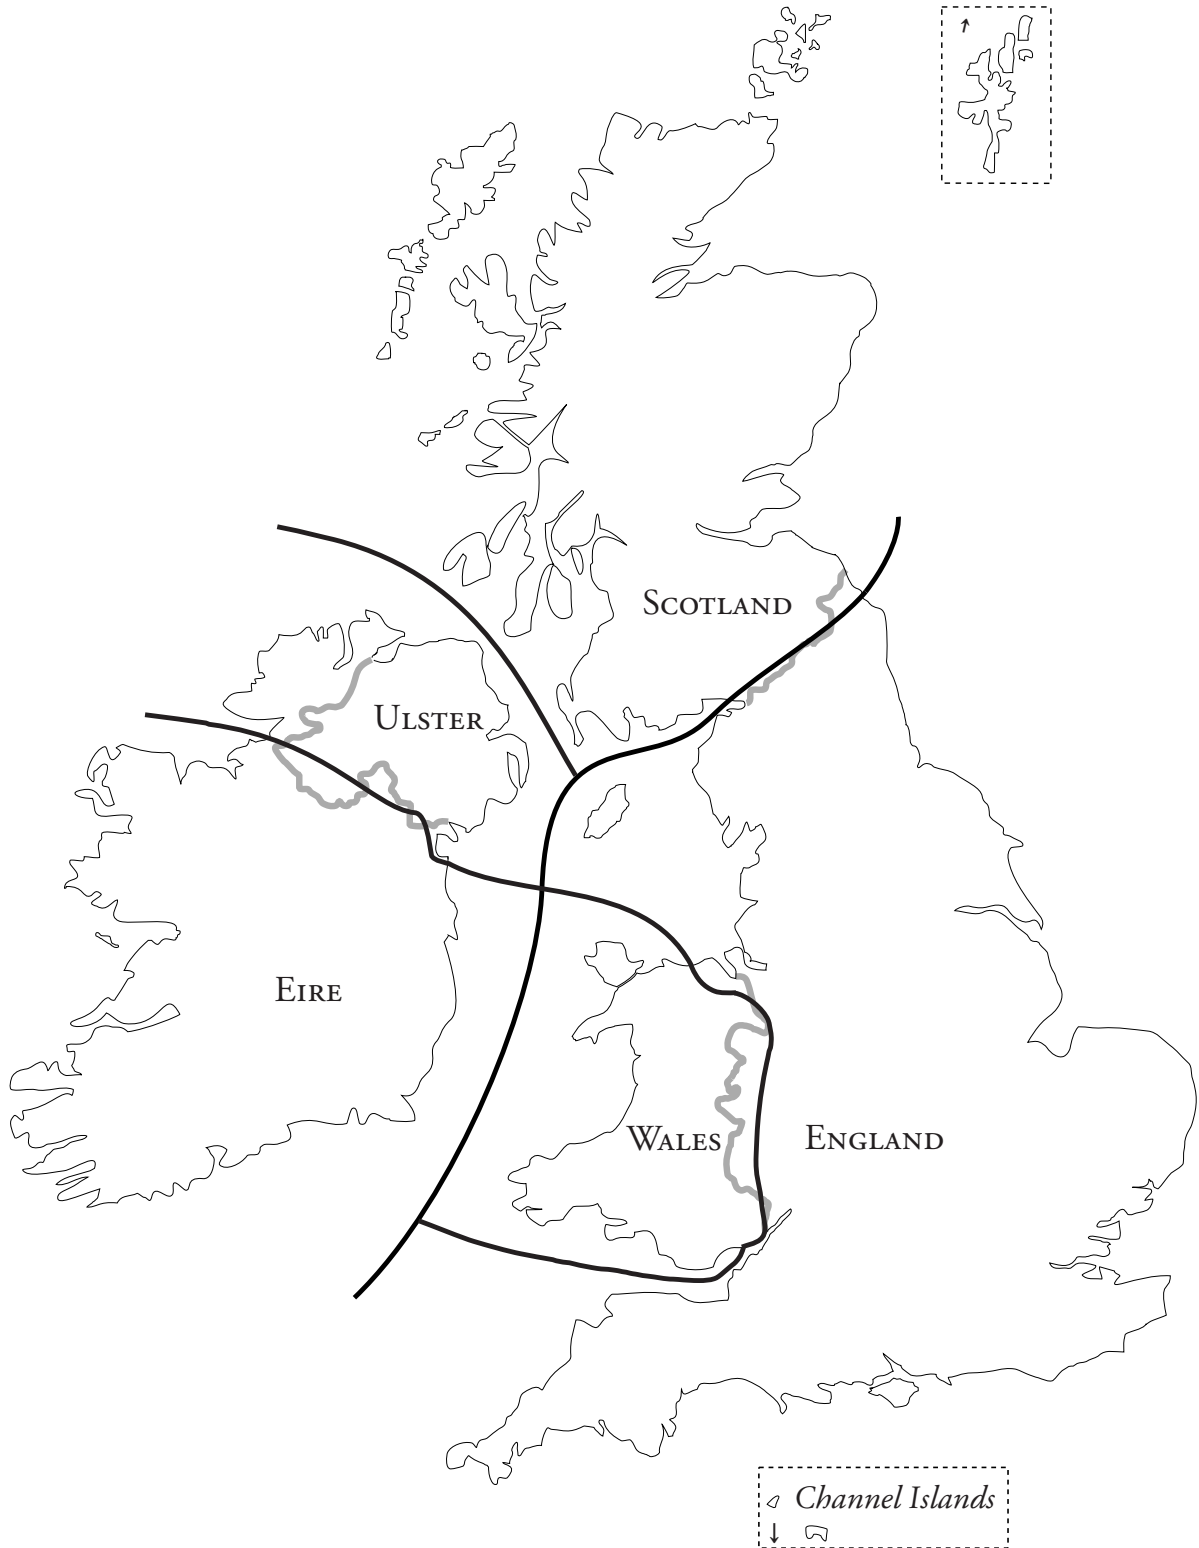 Scotland
Ulster
Eire
Wales
England
Channel Islands